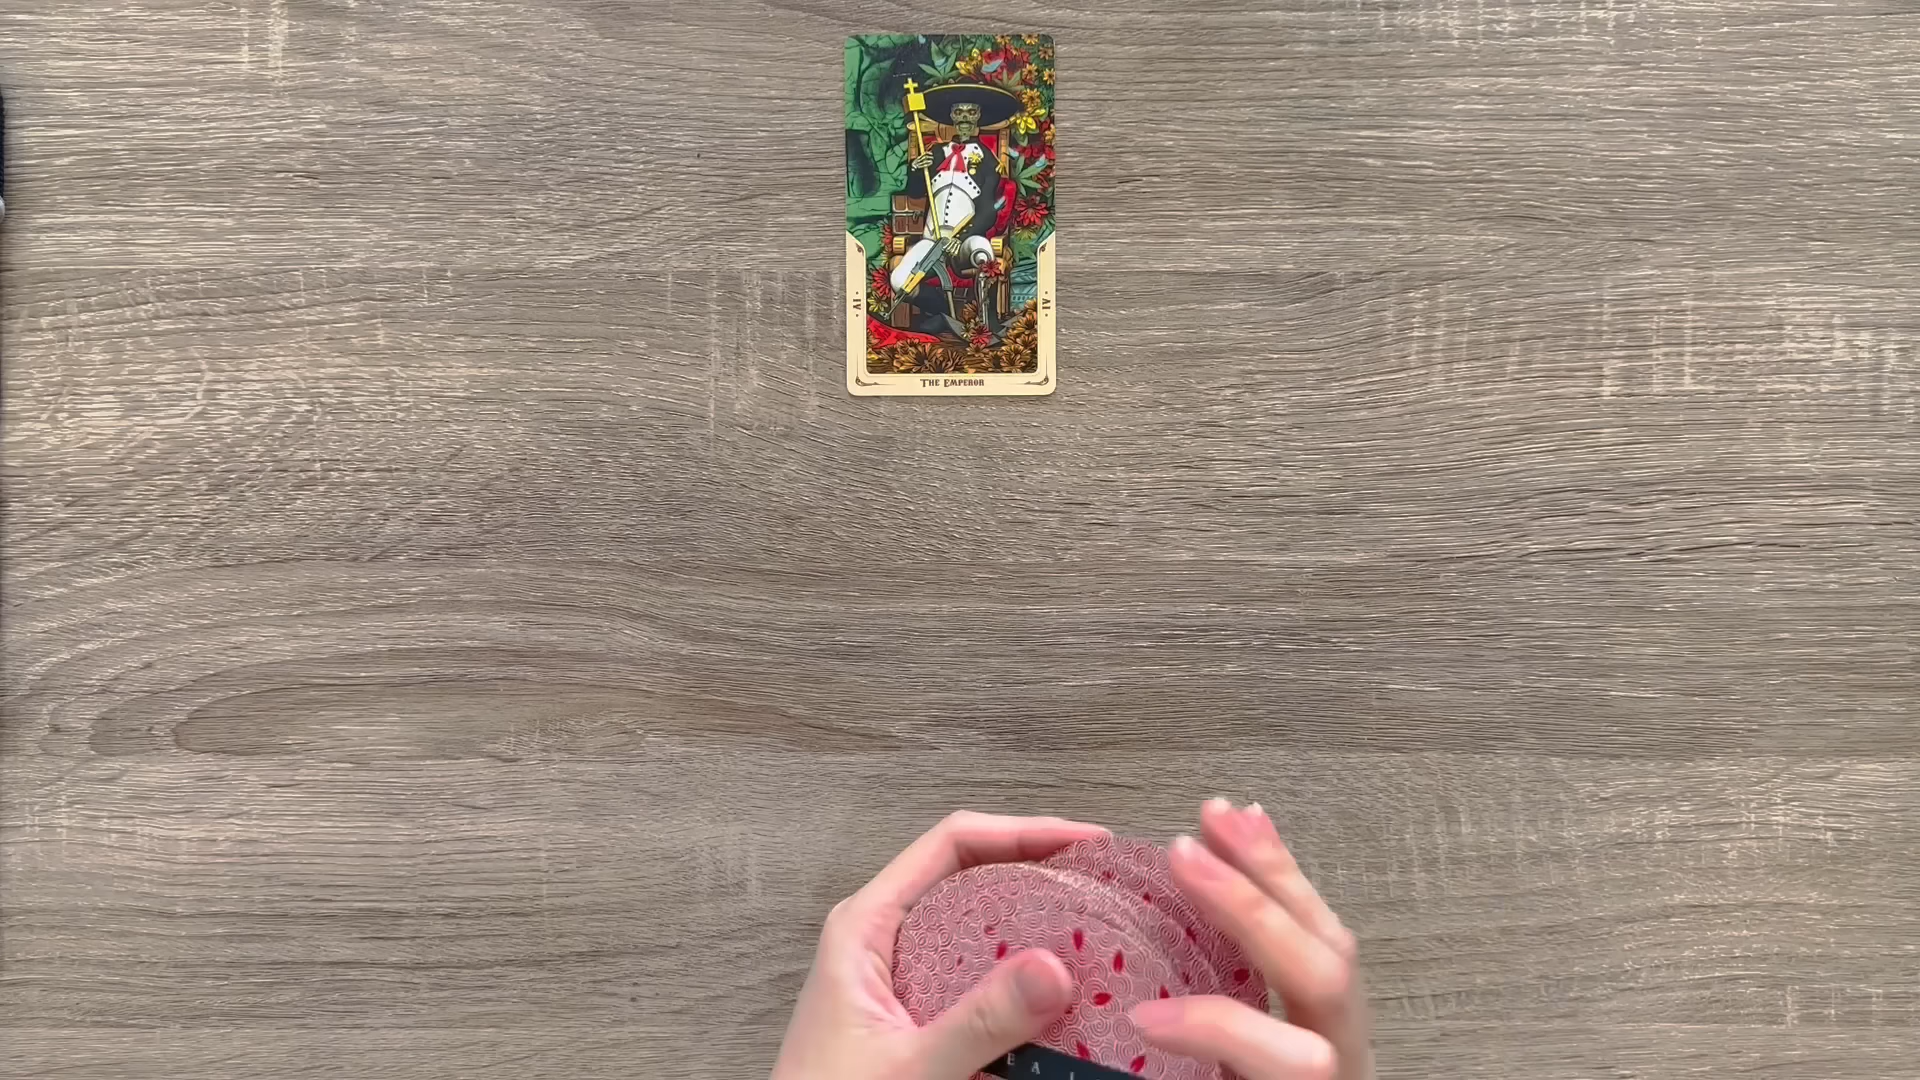 · IV ·
· IV ·
THE EMPEROR
E A